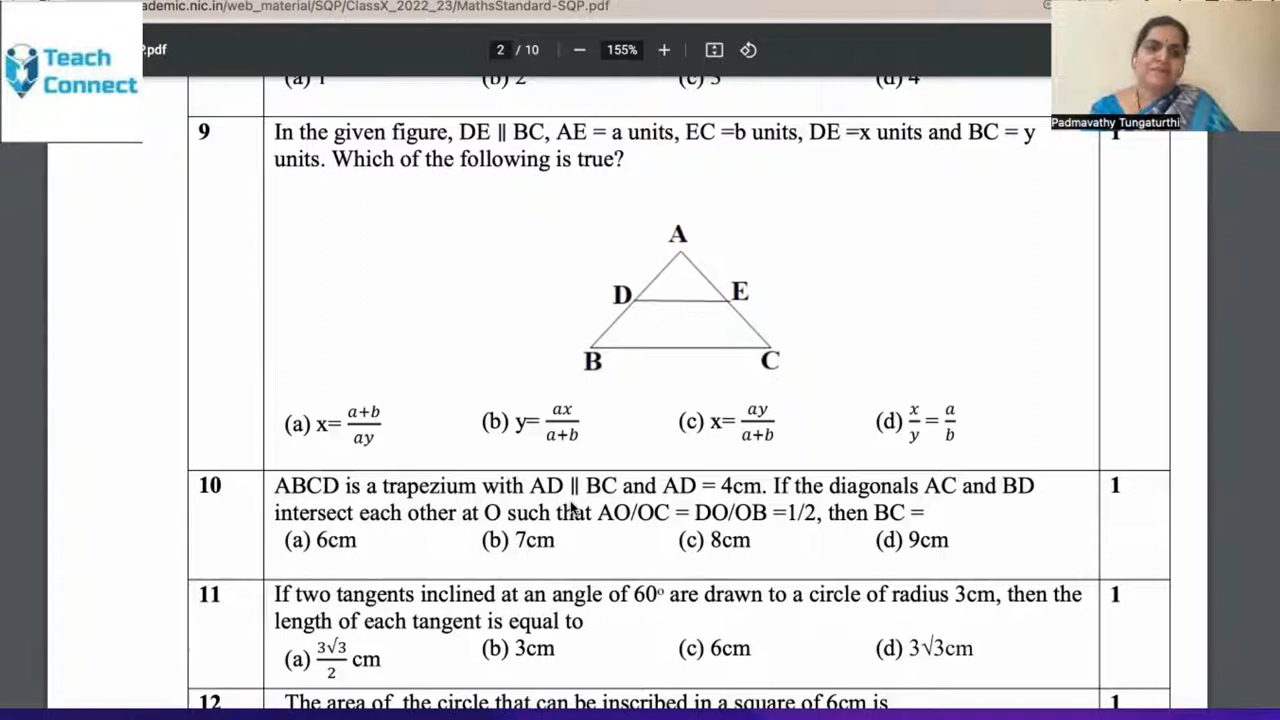 ademic.nic.in/web_material/SQP/ClassX_2022_23/MathsStandard-SQP.pdf
Teach
Connect
.pdf
2 / 10
155%
Padmavathy Tungaturthi
(a) 1 (b) 2 (c) 3 (d) 4
9 In the given figure, DE ∥ BC, AE = a units, EC =b units, DE =x units and BC = y 1
units. Which of the following is true?
A
D E
B C
(a) x= a+b/ay (b) y= ax/a+b (c) x= ay/a+b (d) x/y = a/b
10 ABCD is a trapezium with AD ∥ BC and AD = 4cm. If the diagonals AC and BD 1
intersect each other at O such that AO/OC = DO/OB =1/2, then BC =
(a) 6cm (b) 7cm (c) 8cm (d) 9cm
11 If two tangents inclined at an angle of 60° are drawn to a circle of radius 3cm, then the 1
length of each tangent is equal to
(a) 3√3/2 cm (b) 3cm (c) 6cm (d) 3√3cm
12 The area of the circle that can be inscribed in a square of 6cm is 1